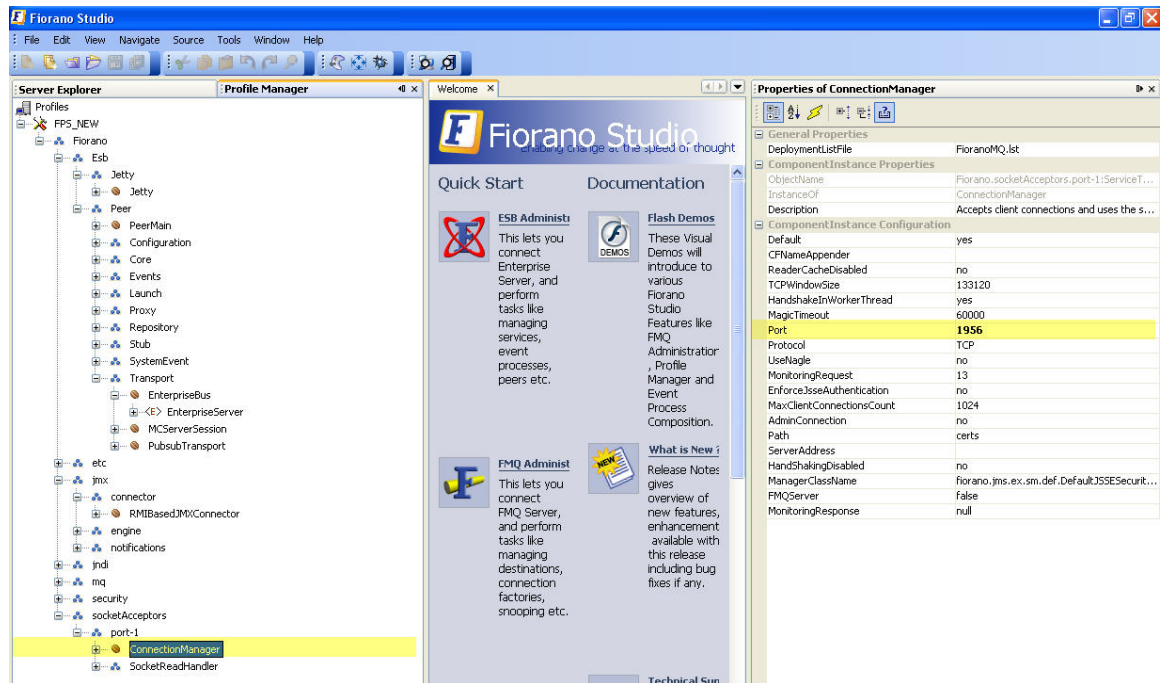 Fiorano Studio
File Edit View Navigate Source Tools Window Help
Server Explorer
Profile Manager
Profiles
FPS_NEW
Fiorano
Esb
Jetty
Jetty
Peer
PeerMain
Configuration
Core
Events
Launch
Proxy
Repository
Stub
SystemEvent
Transport
EnterpriseBus
<E> EnterpriseServer
MCServerSession
PubsubTransport
etc
jmx
connector
RMIBasedJMXConnector
engine
notifications
jndi
mq
security
socketAcceptors
port-1
ConnectionManager
SocketReadHandler
Welcome
Fiorano Studio
Enabling change at the speed of thought
Quick Start
ESB Administ
This lets you
connect
Enterprise
Server, and
perform
tasks like
managing
services,
event
processes,
peers etc.
FMQ Administ
This lets you
connect
FMQ Server,
and perform
tasks like
managing
destinations,
connection
factories,
snooping etc.
Documentation
DEMOS
Flash Demos
These Visual
Demos will
introduce to
various
Fiorano
Studio
Features like
FMQ
Administration
, Profile
Manager and
Event
Process
Composition.
NEW
What is New ?
Release Notes
gives
overview of
new features,
enhancement
available with
this release
including bug
fixes if any.
Technical Sup
Properties of ConnectionManager
General Properties
DeploymentListFile FioranoMQ.lst
ComponentInstance Properties
ObjectName Fiorano.socketAcceptors.port-1:ServiceT...
InstanceOf ConnectionManager
Description Accepts client connections and uses the s...
ComponentInstance Configuration
Default yes
CFNameAppender
ReaderCacheDisabled no
TCPWindowSize 133120
HandshakeInWorkerThread yes
MagicTimeout 60000
Port 1956
Protocol TCP
UseNagle no
MonitoringRequest 13
EnforceJsseAuthentication no
MaxClientConnectionsCount 1024
AdminConnection no
Path certs
ServerAddress
HandShakingDisabled no
ManagerClassName fiorano.jms.ex.sm.def.DefaultJSSESecurit...
FMQServer false
MonitoringResponse null